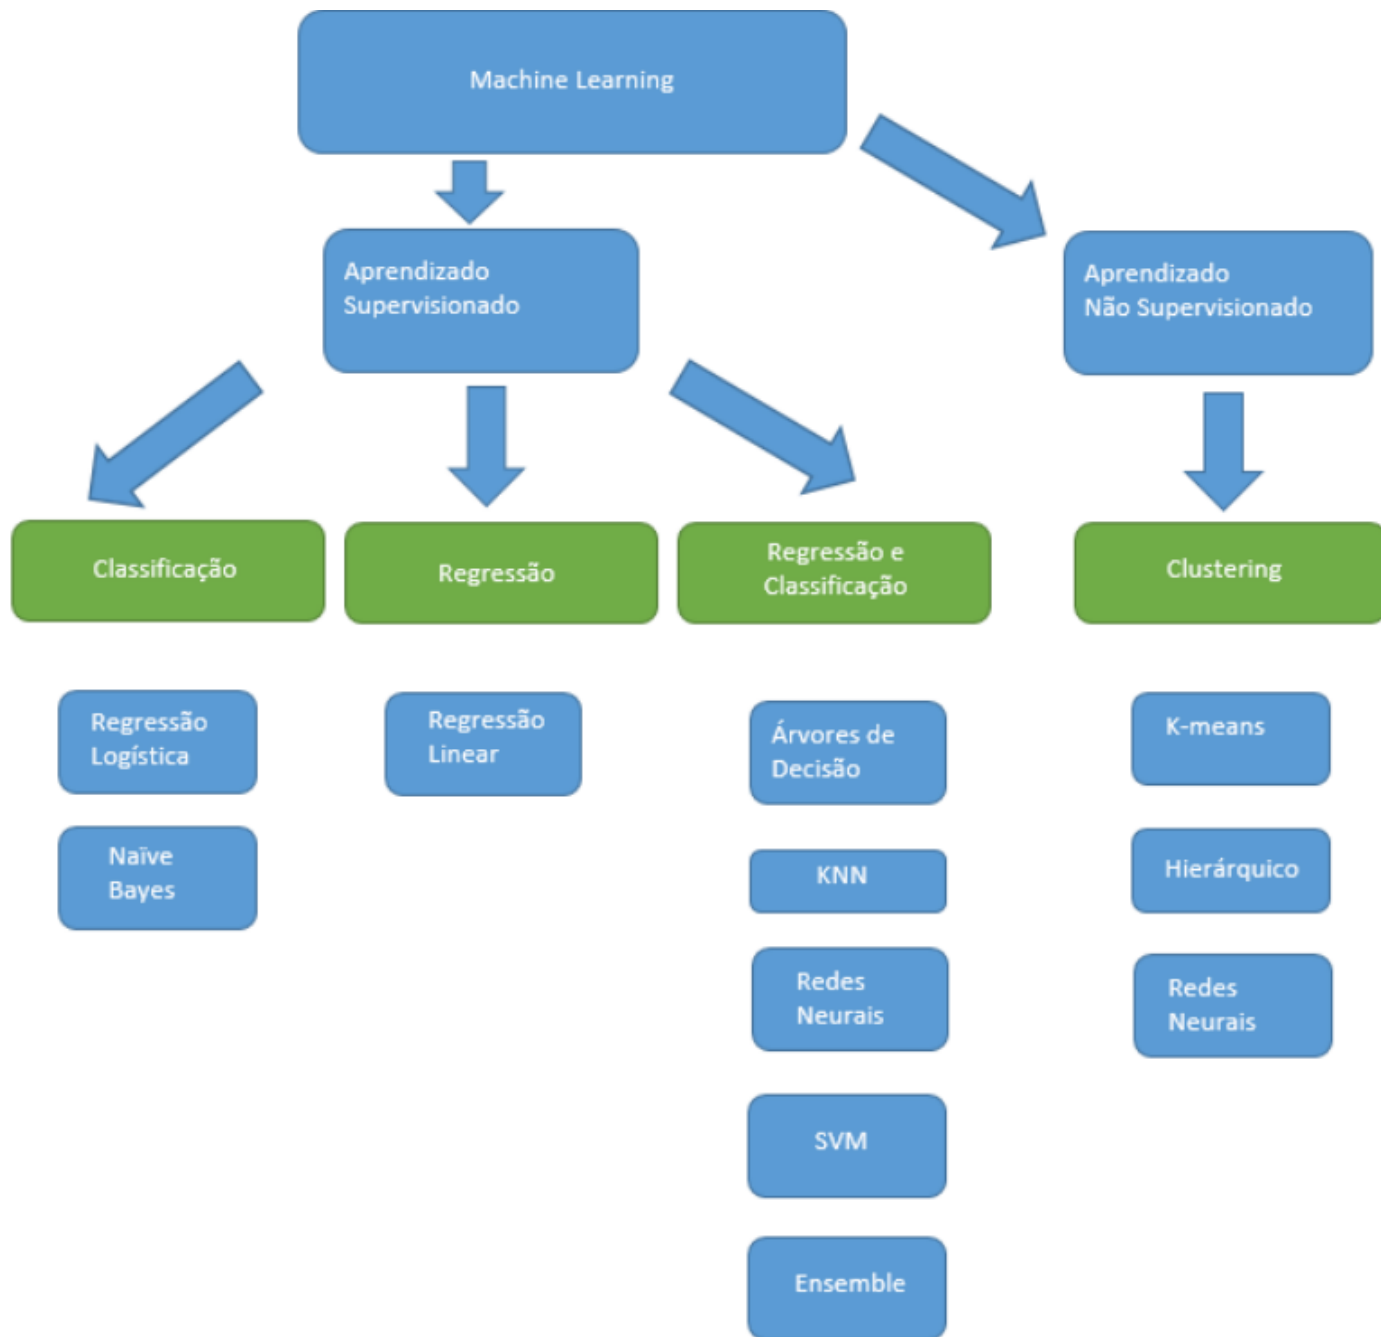 Machine Learning
Aprendizado
Supervisionado
Aprendizado
Não Supervisionado
Classificação
Regressão
Regressão e
Classificação
Clustering
Regressão
Logística
Naïve
Bayes
Regressão
Linear
Árvores de
Decisão
KNN
Redes
Neurais
SVM
Ensemble
K-means
Hierárquico
Redes
Neurais